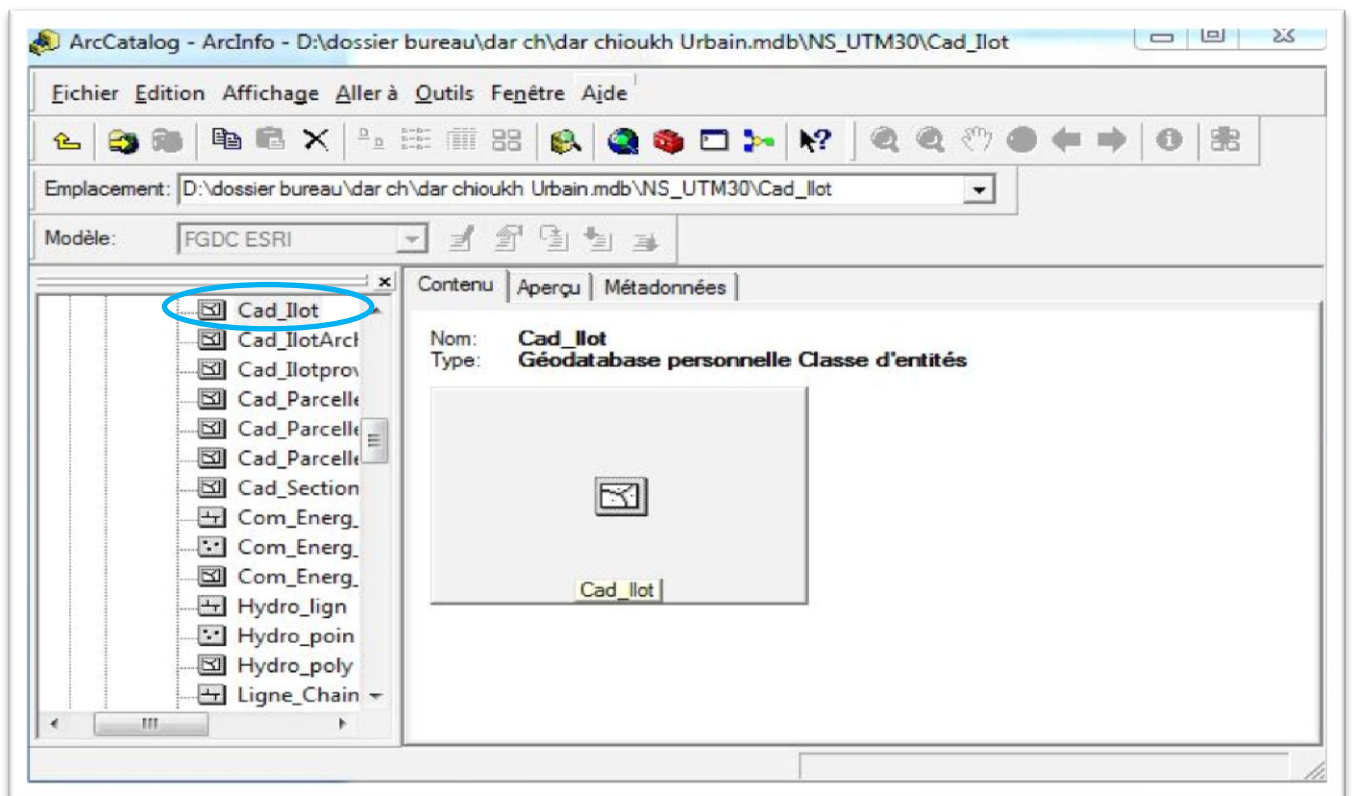 ArcCatalog - ArcInfo - D:\dossier bureau\dar ch\dar chioukh Urbain.mdb\NS_UTM30\Cad_Ilot
Fichier Edition Affichage Aller à Outils Fenêtre Aide
Emplacement: D:\dossier bureau\dar ch\dar chioukh Urbain.mdb\NS_UTM30\Cad_Ilot
Modèle: FGDC ESRI
Contenu Aperçu Métadonnées
Cad_Ilot
Cad_IlotArch
Cad_Ilotprov
Cad_Parcelle
Cad_Parcelle
Cad_Parcelle
Cad_Section
Com_Energ_
Com_Energ_
Com_Energ_
Hydro_lign
Hydro_poin
Hydro_poly
Ligne_Chain
Nom: Cad_Ilot
Type: Géodatabase personnelle Classe d'entités
Cad_Ilot